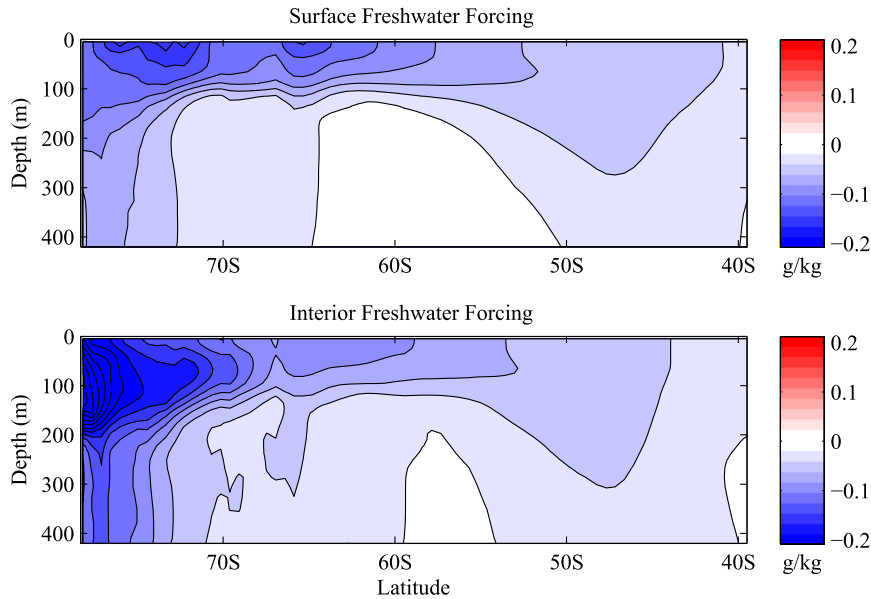 Surface Freshwater Forcing
0
100
200
300
400
Depth (m)
70S
60S
50S
40S
0.2
0.1
0
−0.1
−0.2
g/kg
Interior Freshwater Forcing
0
100
200
300
400
Depth (m)
70S
60S
50S
40S
Latitude
0.2
0.1
0
−0.1
−0.2
g/kg